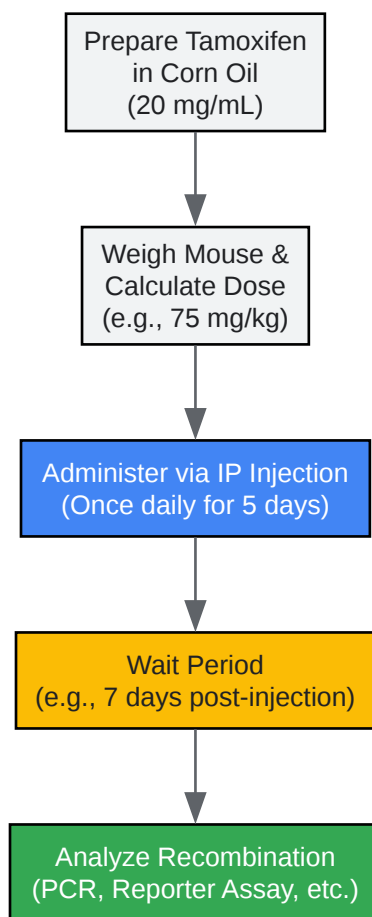 Prepare Tamoxifen
in Corn Oil
(20 mg/mL)
Weigh Mouse &
Calculate Dose
(e.g., 75 mg/kg)
Administer via IP Injection
(Once daily for 5 days)
Wait Period
(e.g., 7 days post-injection)
Analyze Recombination
(PCR, Reporter Assay, etc.)